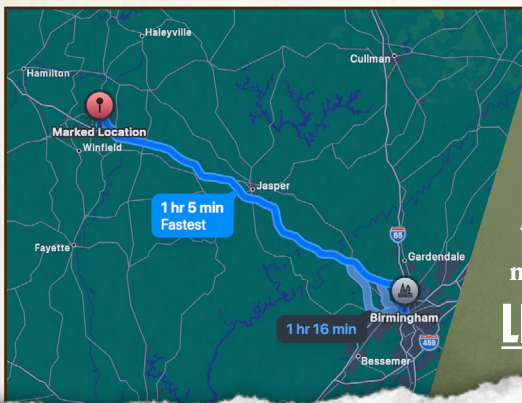 Haleyville
Cullman
Hamilton
Marked Location
Winfield
Jasper
1 hr 5 min
Fastest
65
Fayette
Gardendale
Birmingham
1 hr 16 min
459
Bessemer